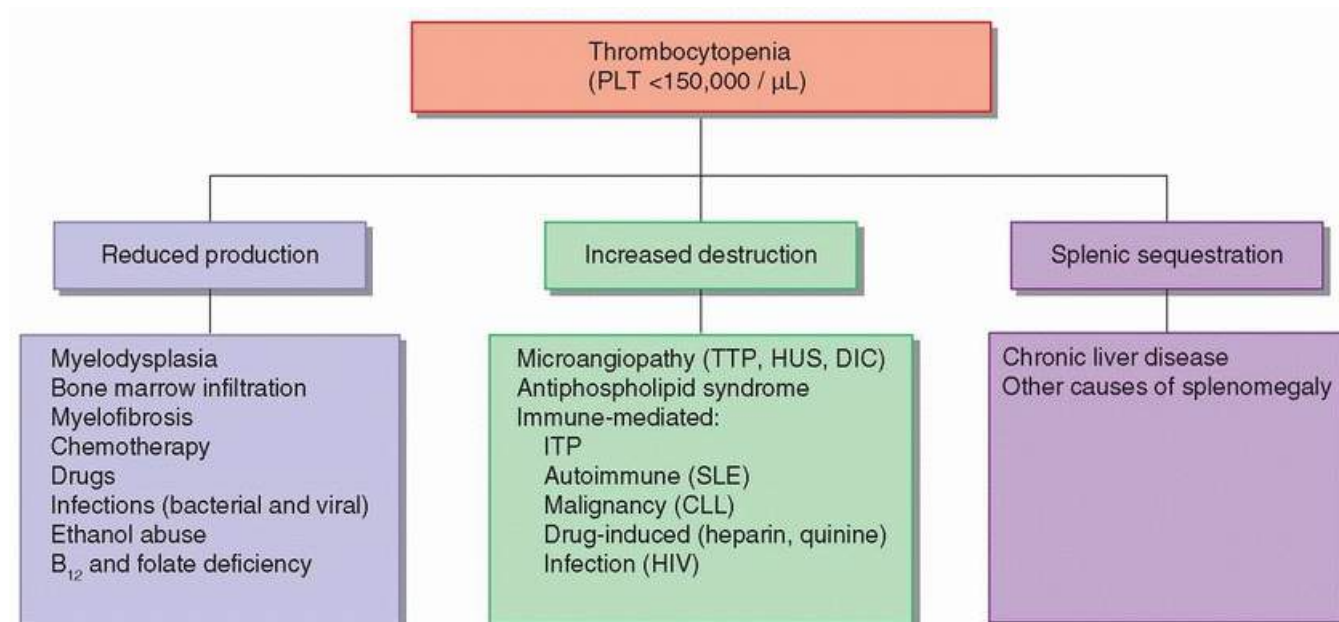 Thrombocytopenia
(PLT <150,000 / µL)
Reduced production
Increased destruction
Splenic sequestration
Myelodysplasia
Bone marrow infiltration
Myelofibrosis
Chemotherapy
Drugs
Infections (bacterial and viral)
Ethanol abuse
B₁₂ and folate deficiency
Microangiopathy (TTP, HUS, DIC)
Antiphospholipid syndrome
Immune-mediated:
ITP
Autoimmune (SLE)
Malignancy (CLL)
Drug-induced (heparin, quinine)
Infection (HIV)
Chronic liver disease
Other causes of splenomegaly